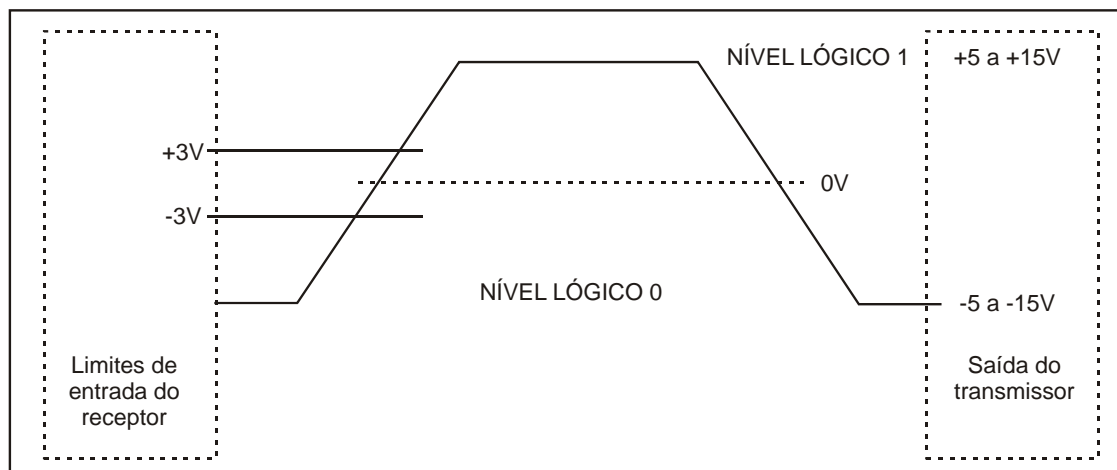 NÍVEL LÓGICO 1
+5 a +15V
+3V
0V
-3V
NÍVEL LÓGICO 0
-5 a -15V
Limites de
entrada do
receptor
Saída do
transmissor